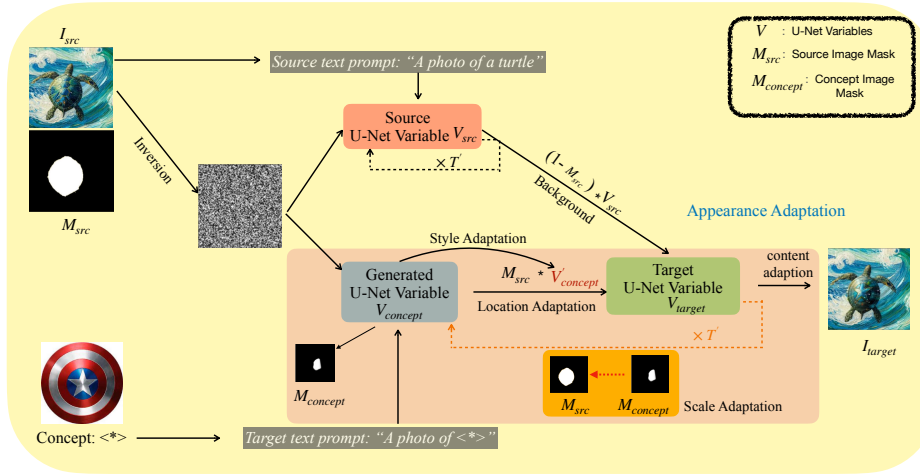 I_src
Source text prompt: "A photo of a turtle"
V : U-Net Variables
M_src : Source Image Mask
M_concept : Concept Image
Mask
Source
U-Net Variable V_src
× T'
Inversion
M_src
(1- M_src) * V_src
Background
Appearance Adaptation
Style Adaptation
Generated
U-Net Variable
V_concept
M_src * V'_concept
Location Adaptation
Target
U-Net Variable
V_target
content
adaption
× T'
I_target
M_concept
M_src
M_concept
Scale Adaptation
Concept: <*>
Target text prompt: "A photo of <*>"